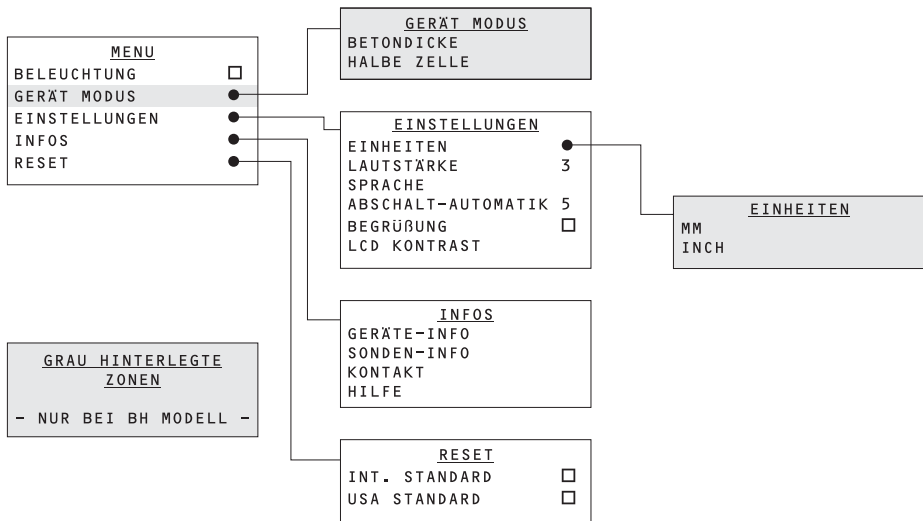 MENU
BELEUCHTUNG
GERÄT MODUS
EINSTELLUNGEN
INFOS
RESET
GERÄT MODUS
BETONDICKE
HALBE ZELLE
EINSTELLUNGEN
EINHEITEN
LAUTSTÄRKE 3
SPRACHE
ABSCHALT-AUTOMATIK 5
BEGRÜßUNG
LCD KONTRAST
EINHEITEN
MM
INCH
INFOS
GERÄTE-INFO
SONDEN-INFO
KONTAKT
HILFE
GRAU HINTERLEGTE
ZONEN
- NUR BEI BH MODELL -
RESET
INT. STANDARD
USA STANDARD